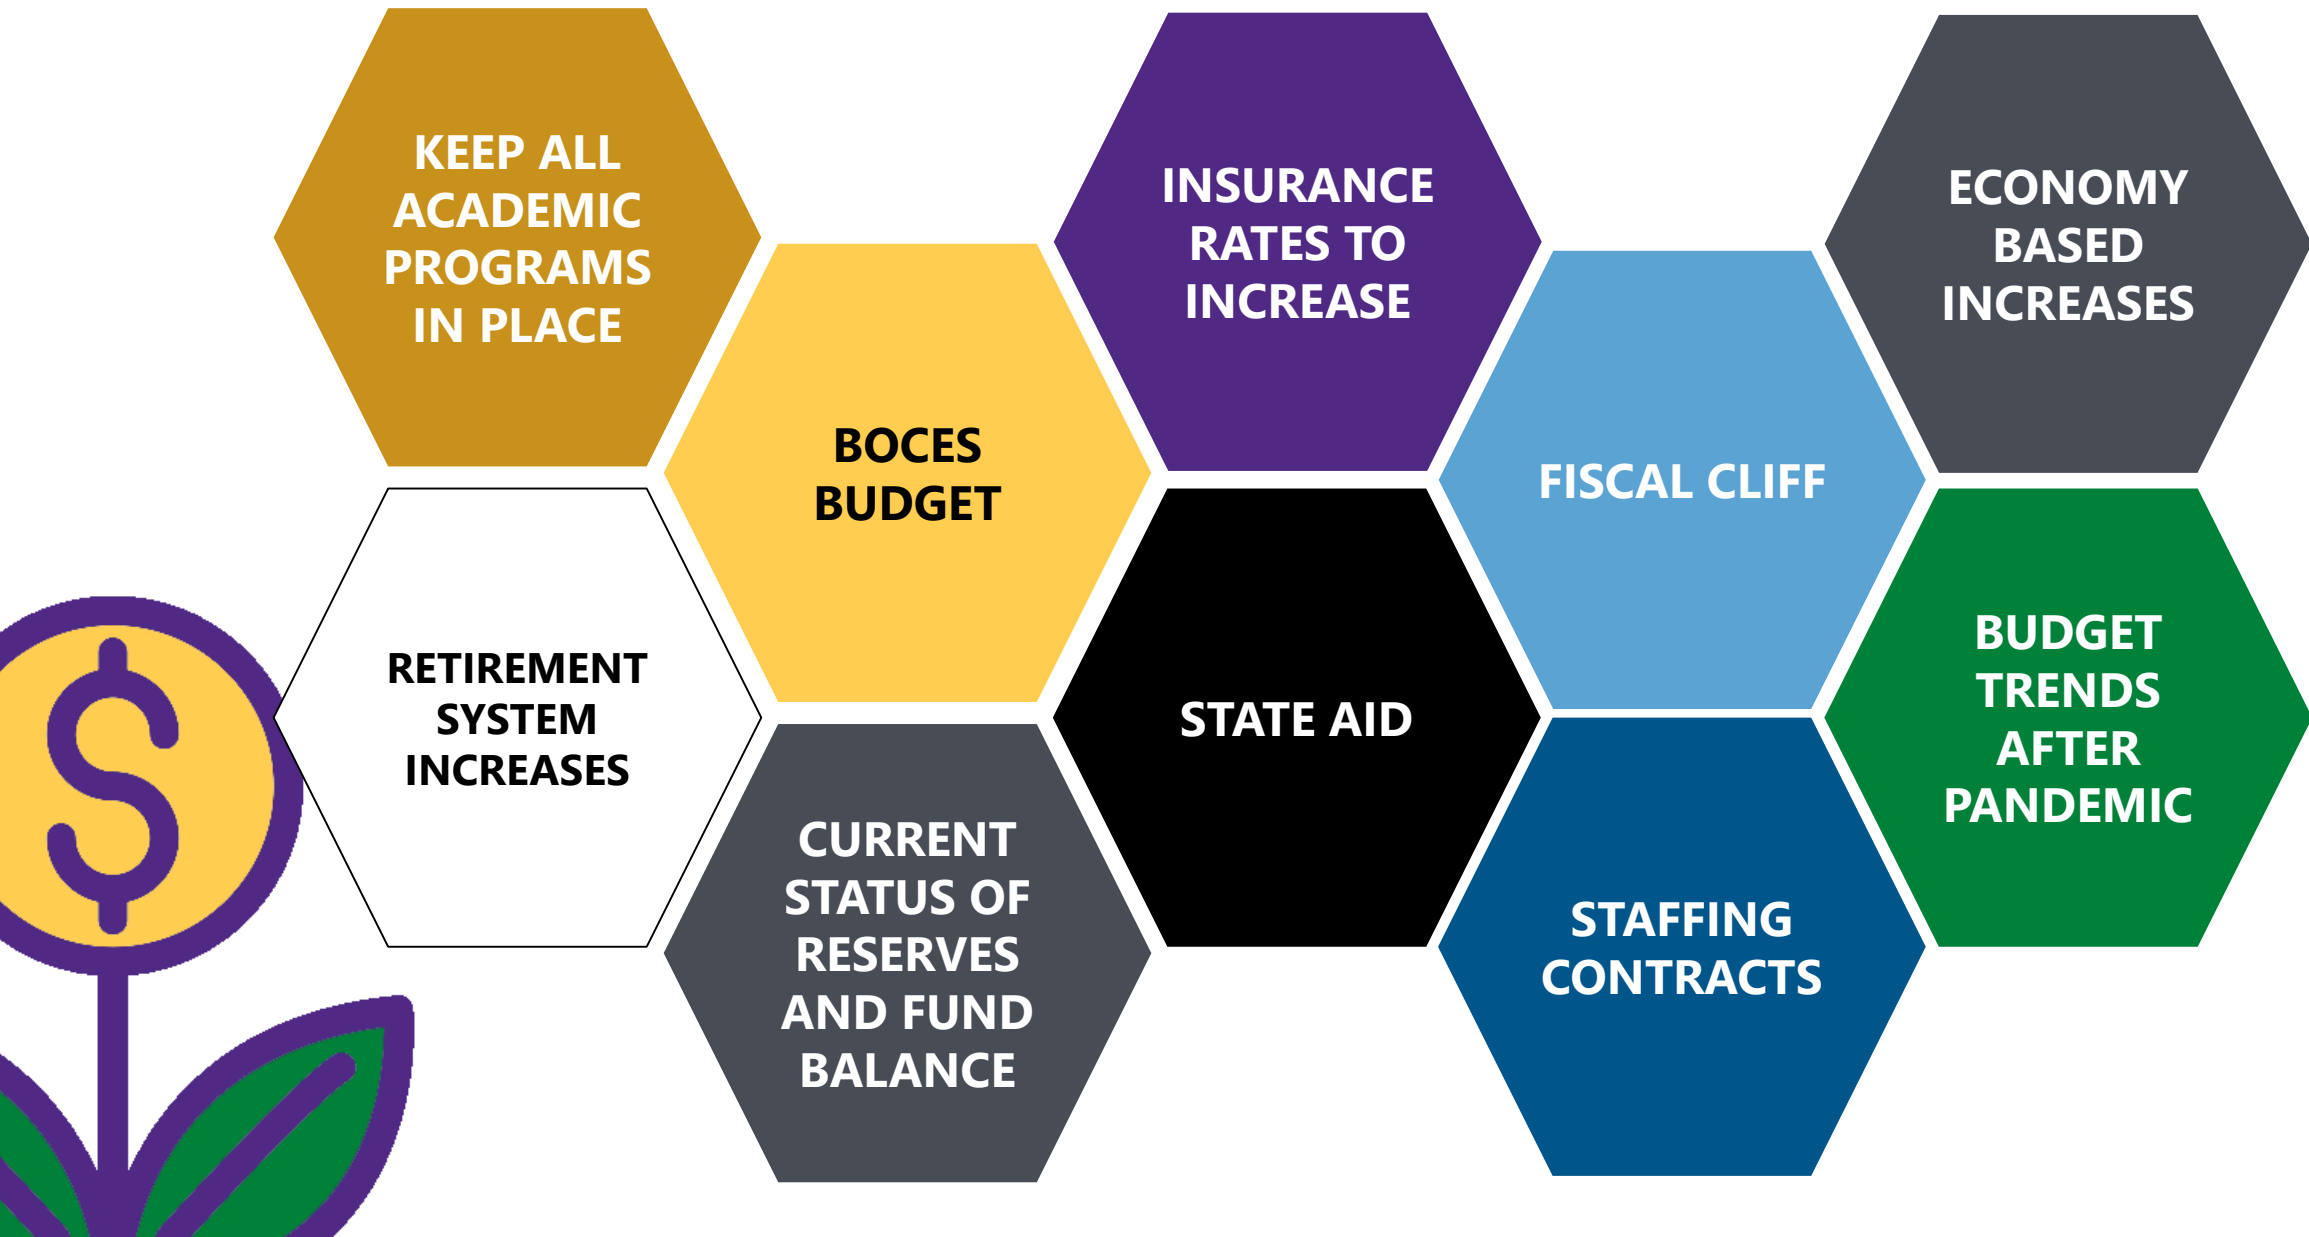 KEEP ALL
ACADEMIC
PROGRAMS
IN PLACE
INSURANCE
RATES TO
INCREASE
ECONOMY
BASED
INCREASES
BOCES
BUDGET
FISCAL CLIFF
RETIREMENT
SYSTEM
INCREASES
STATE AID
BUDGET
TRENDS
AFTER
PANDEMIC
CURRENT
STATUS OF
RESERVES
AND FUND
BALANCE
STAFFING
CONTRACTS